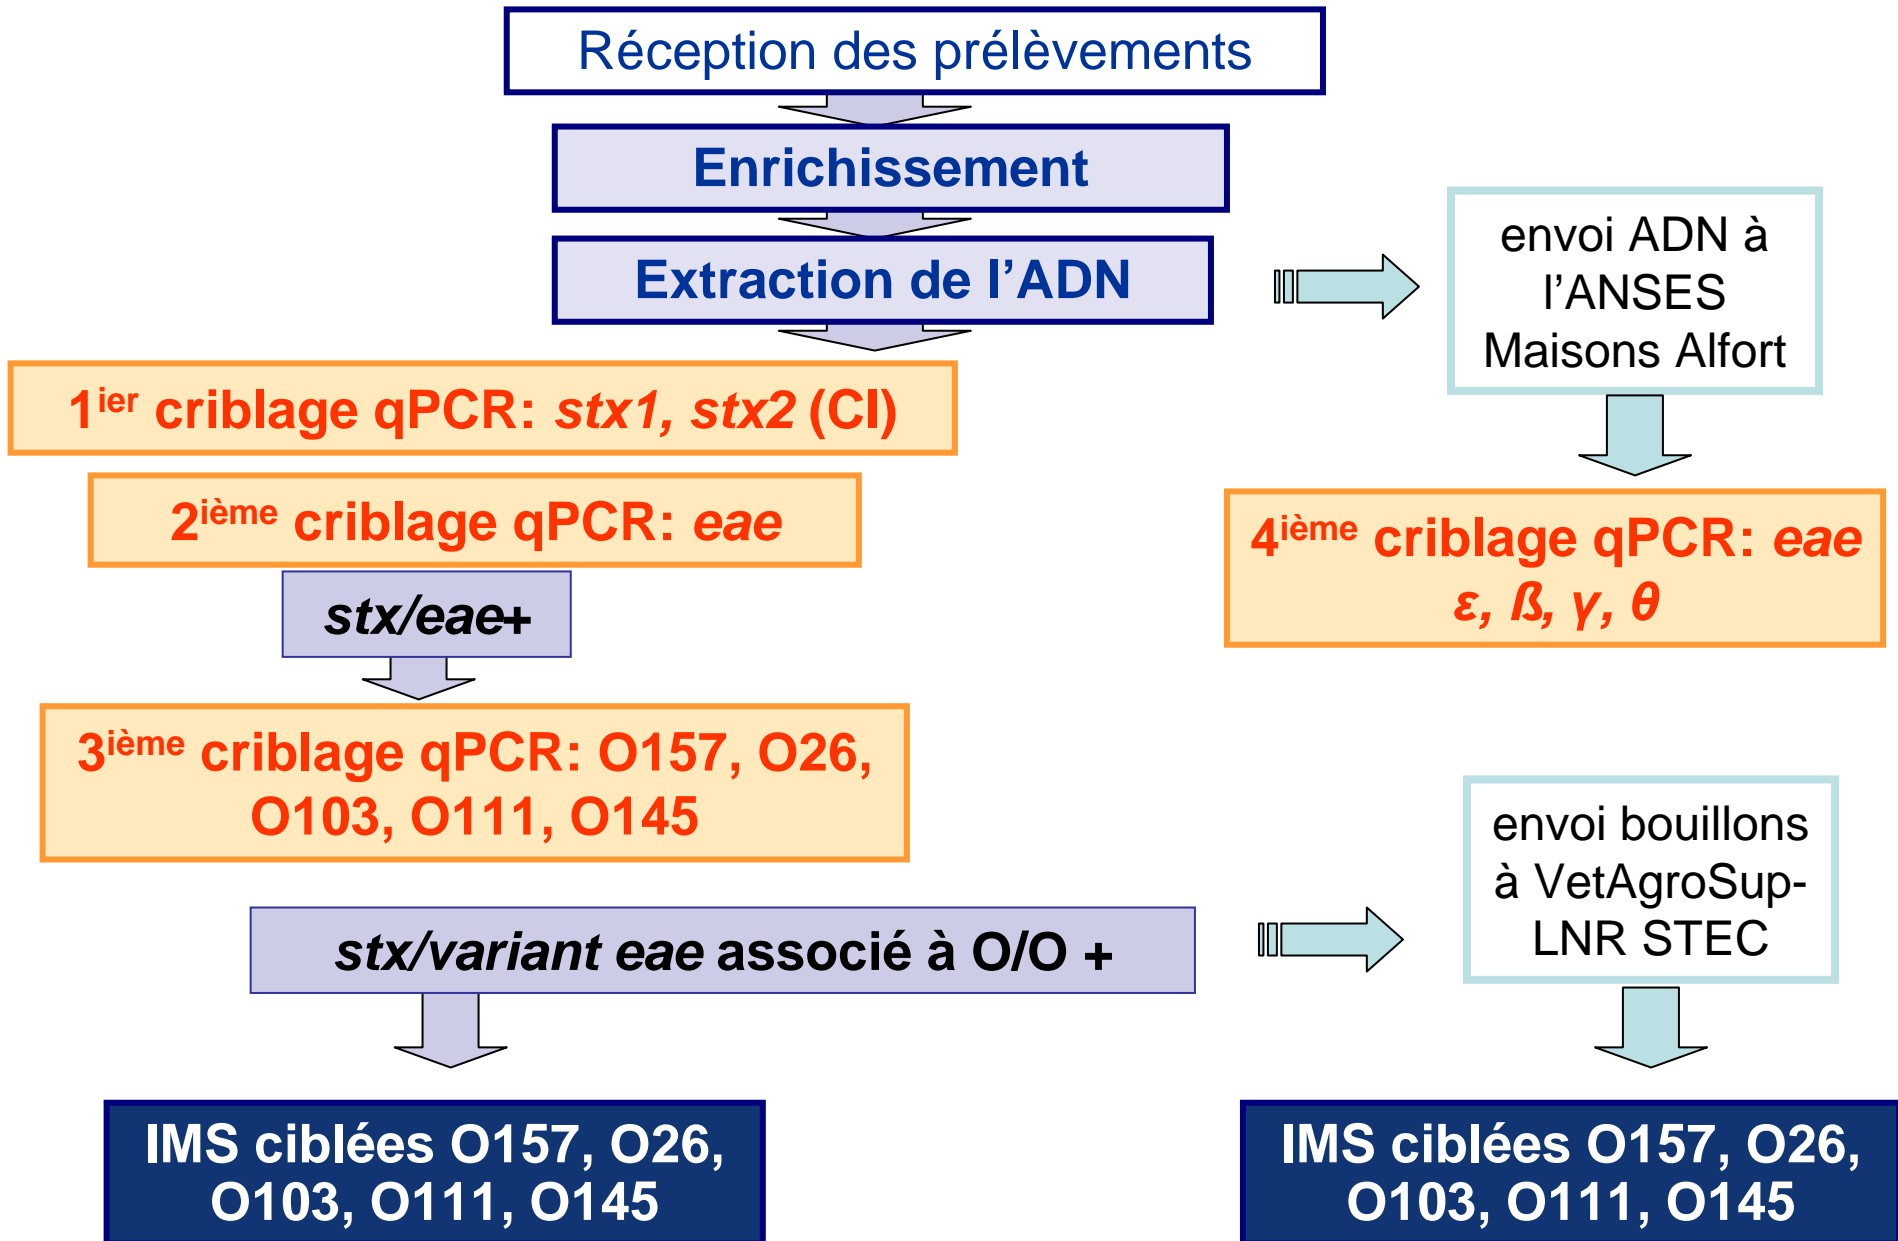 Réception des prélèvements
Enrichissement
Extraction de l’ADN
envoi ADN à
l’ANSES
Maisons Alfort
1ier criblage qPCR: stx1, stx2 (CI)
2ième criblage qPCR: eae
4ième criblage qPCR: eae
ε, ß, γ, θ
stx/eae+
3ième criblage qPCR: O157, O26,
O103, O111, O145
envoi bouillons
à VetAgroSup-
LNR STEC
stx/variant eae associé à O/O +
IMS ciblées O157, O26,
O103, O111, O145
IMS ciblées O157, O26,
O103, O111, O145